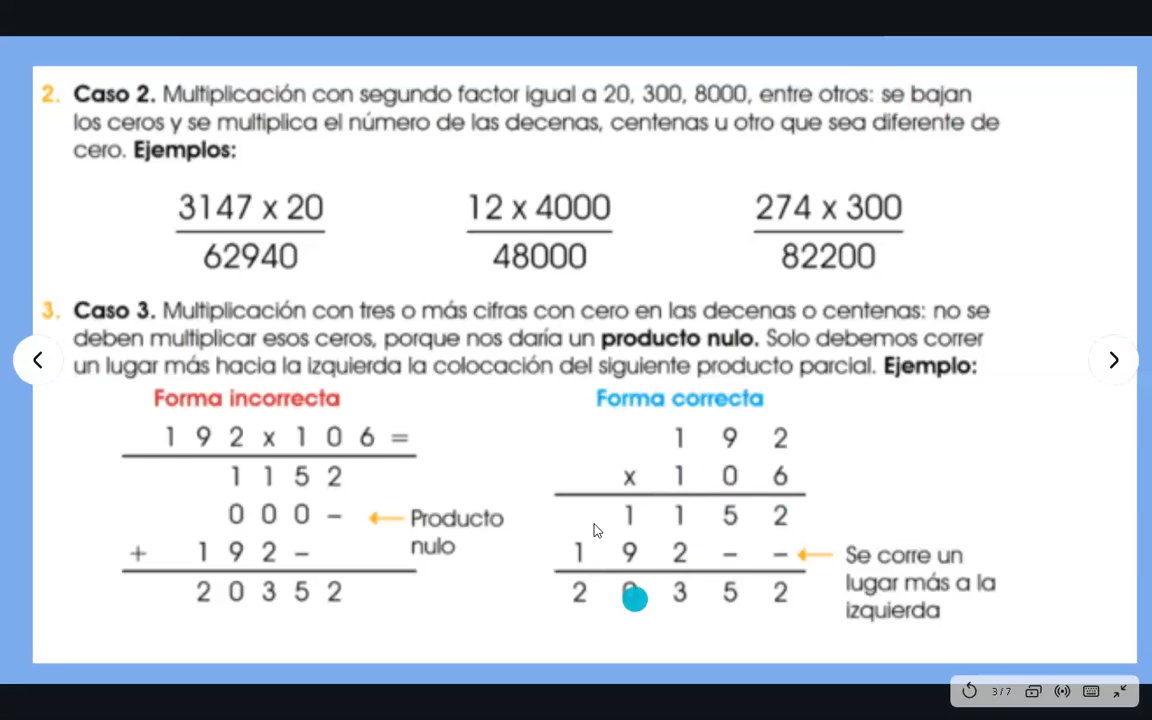 2. Caso 2. Multiplicación con segundo factor igual a 20, 300, 8000, entre otros: se bajan
los ceros y se multiplica el número de las decenas, centenas u otro que sea diferente de
cero. Ejemplos:
3147 x 20
62940
12 x 4000
48000
274 x 300
82200
3. Caso 3. Multiplicación con tres o más cifras con cero en las decenas o centenas: no se
deben multiplicar esos ceros, porque nos daría un producto nulo. Solo debemos correr
un lugar más hacia la izquierda la colocación del siguiente producto parcial. Ejemplo:
Forma incorrecta
1 9 2 x 1 0 6 =
1 1 5 2
0 0 0 –
Producto
nulo
+ 1 9 2 –
2 0 3 5 2
Forma correcta
1 9 2
x 1 0 6
1 1 5 2
1 9 2 – –
Se corre un
lugar más a la
izquierda
2 0 3 5 2
3 / 7